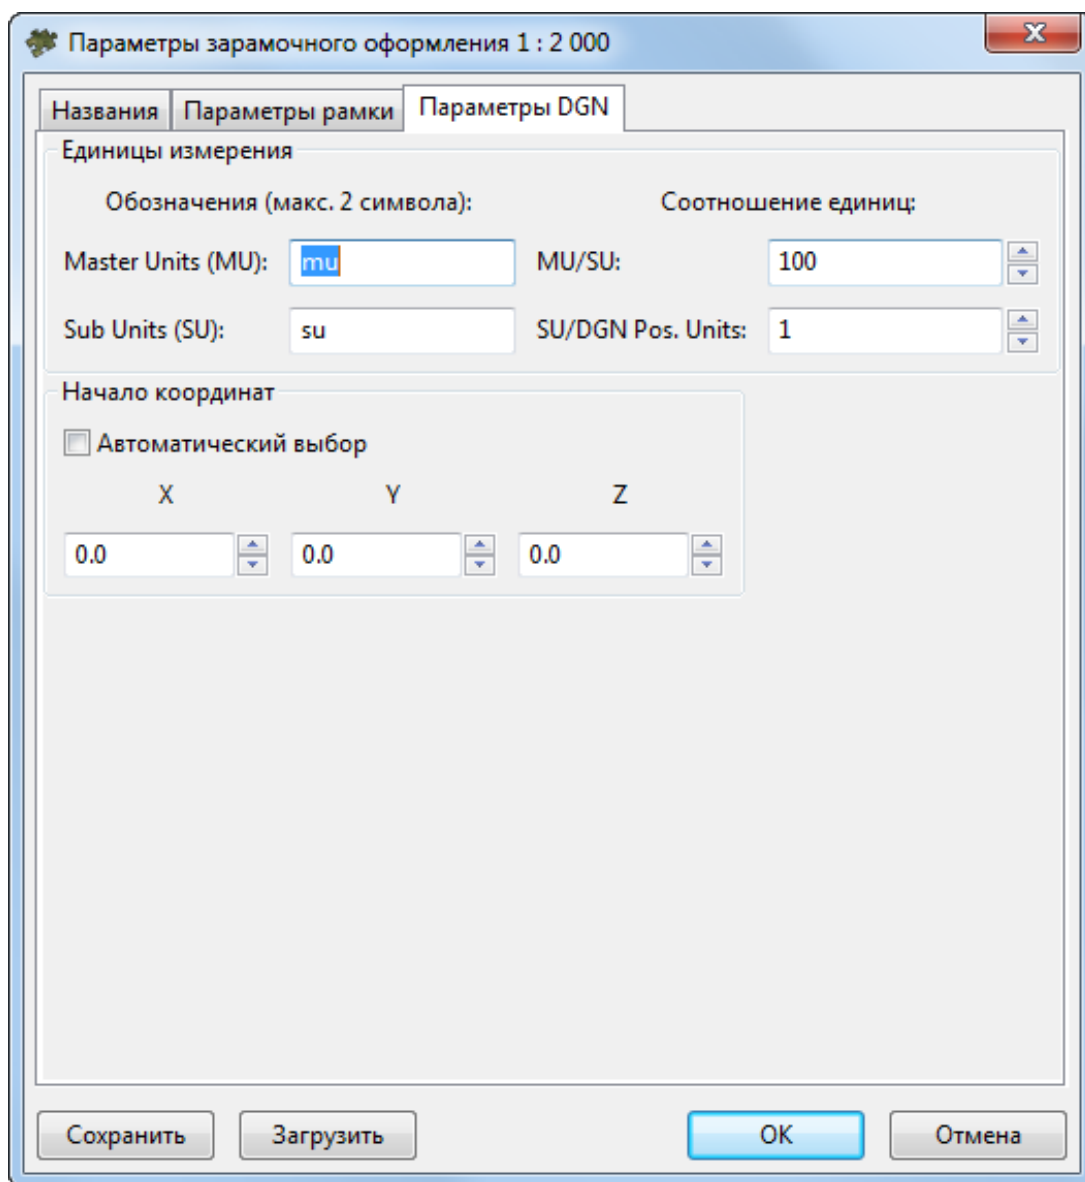 Параметры зарамочного оформления 1 : 2 000
Названия Параметры рамки Параметры DGN
Единицы измерения
Обозначения (макс. 2 символа): Соотношение единиц:
Master Units (MU): mu MU/SU: 100
Sub Units (SU): su SU/DGN Pos. Units: 1
Начало координат
Автоматический выбор
X Y Z
0.0 0.0 0.0
Сохранить Загрузить OK Отмена